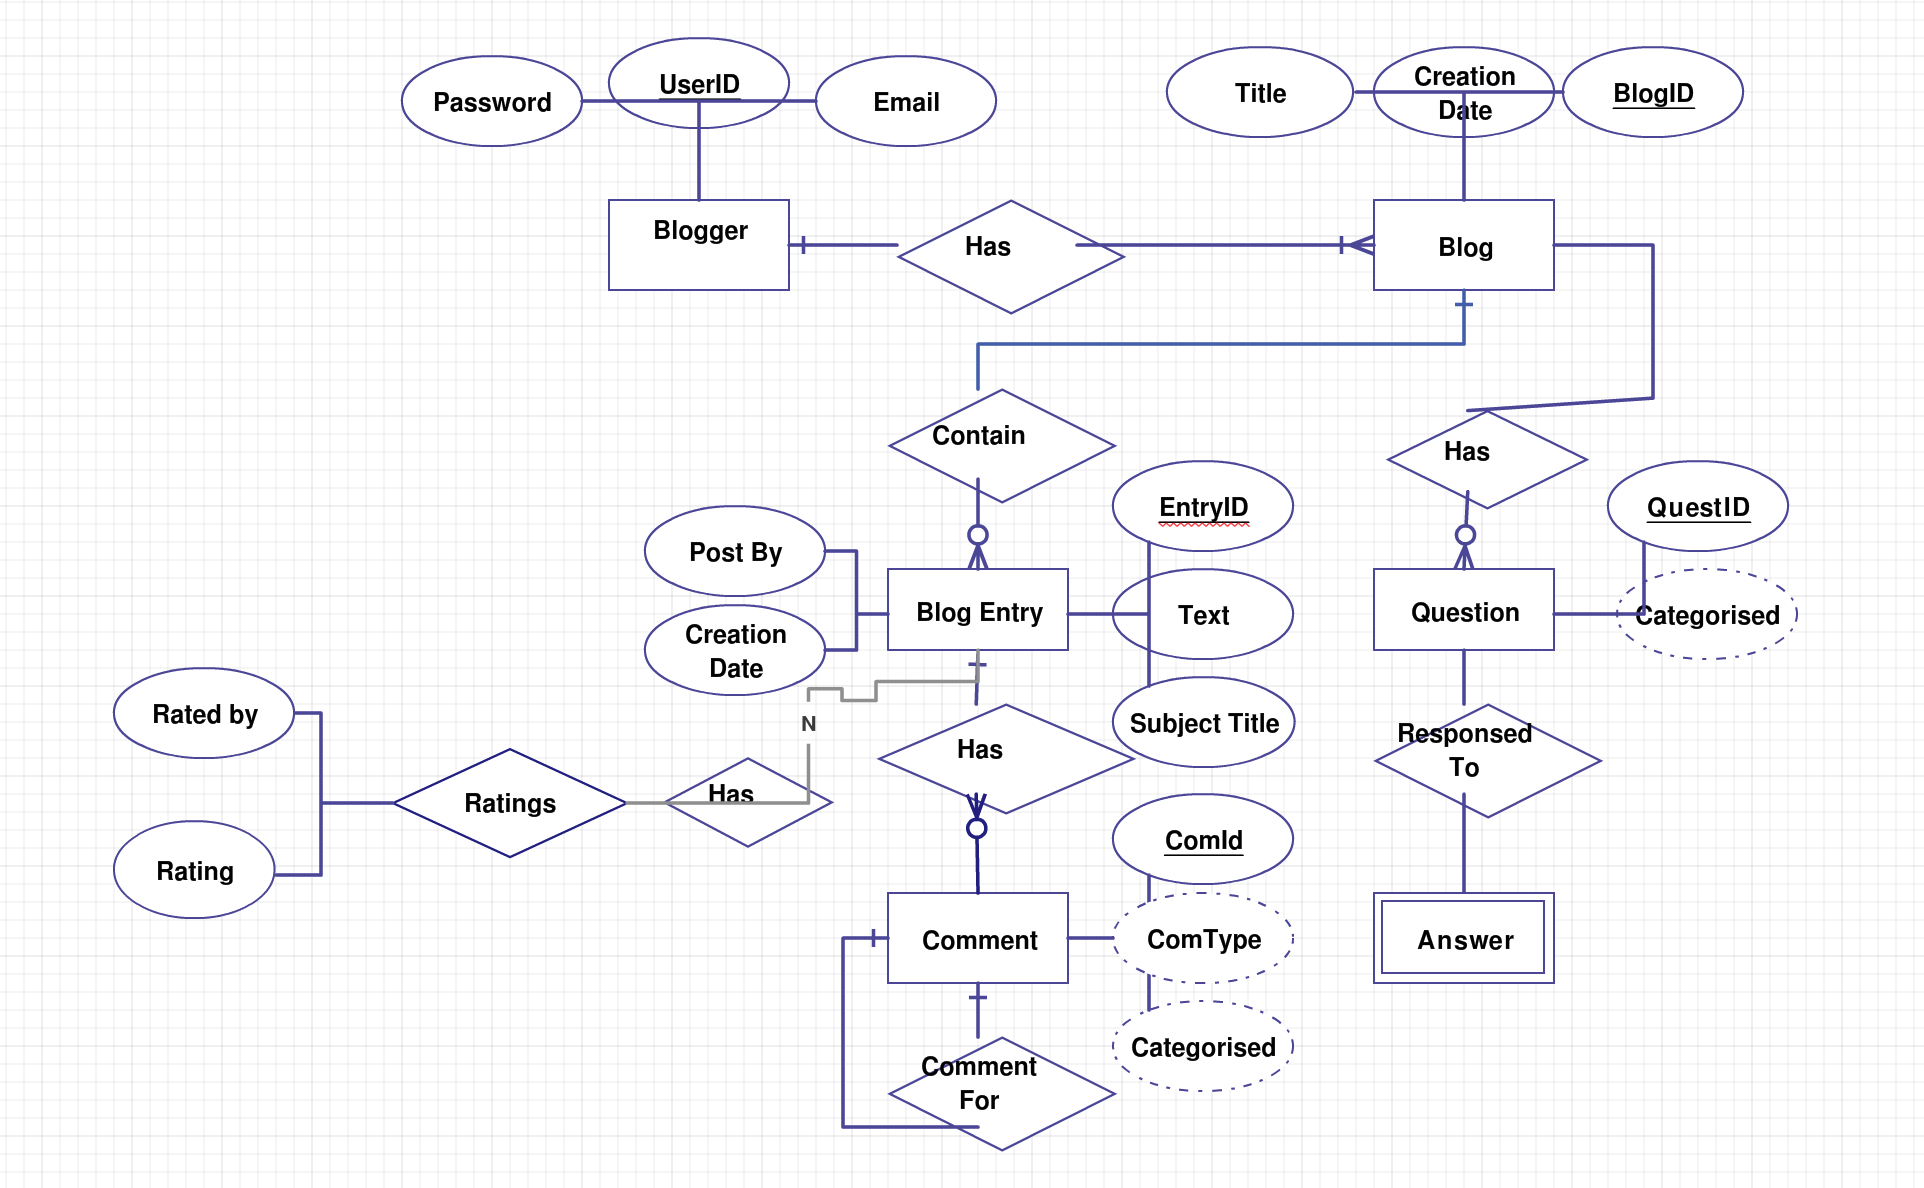 Password
UserID
Email
Title
Creation
Date
BlogID
Blogger
Has
Blog
Contain
Has
EntryID
QuestID
Post By
Blog Entry
Text
Question
Categorised
Creation
Date
Rated by
N
Has
Subject Title
Responsed
To
Ratings
Has
Rating
ComId
Comment
ComType
Answer
Categorised
Comment
For